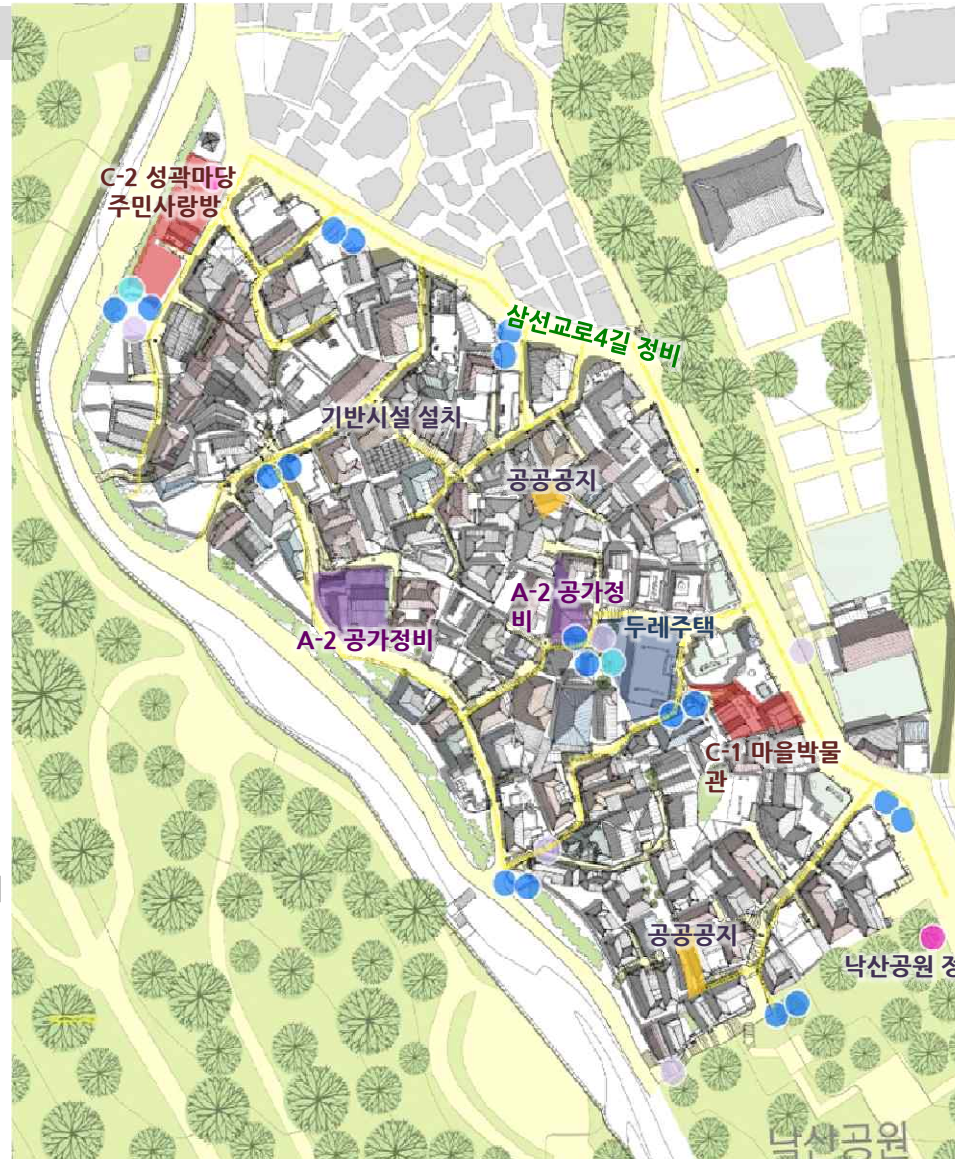 C-2 성곽마당
주민사랑방
삼선교로4길 정비
기반시설 설치
공공공지
A-2 공가정
비
두레주택
A-2 공가정비
C-1 마을박물
관
공공공지
낙산공원 정
낙산공원